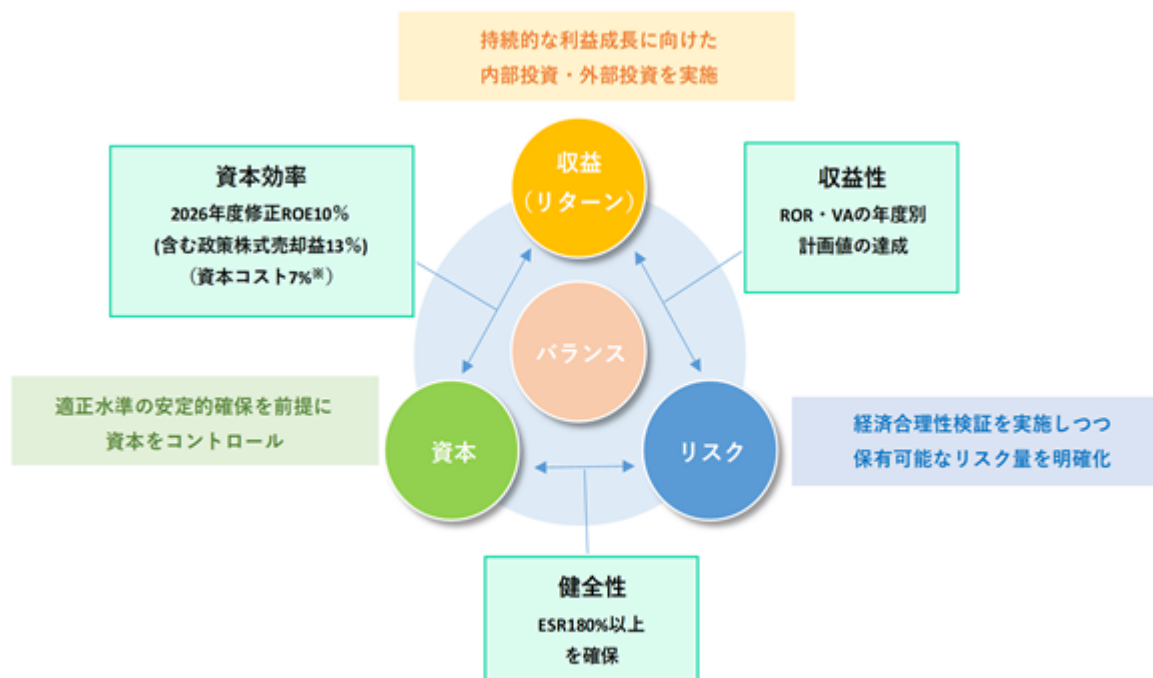 持続的な利益成長に向けた
内部投資・外部投資を実施
収益
（リターン）
資本効率
2026年度修正ROE10%
(含む政策株式売却益13%)
（資本コスト7%※）
収益性
ROR・VAの年度別
計画値の達成
バランス
適正水準の安定的確保を前提に
資本をコントロール
資本
リスク
経済合理性検証を実施しつつ
保有可能なリスク量を明確化
健全性
ESR180%以上
を確保